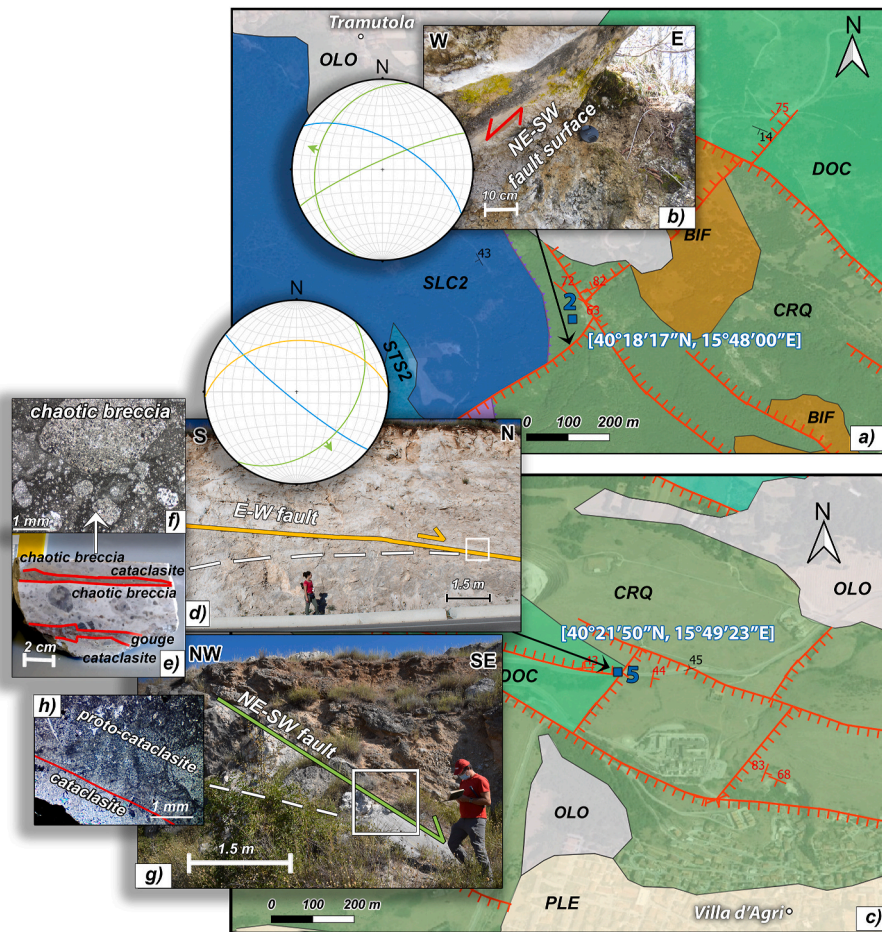 Tramutola
OLO
W
E
N
N
75
14
DOC
NE-SW
fault surface
10 cm
b)
BIF
43
SLC2
72
82
2
63
CRQ
[40°18'17"N, 15°48'00"E]
STS2
N
BIF
0 100 200 m
a)
chaotic breccia
1 mm
f)
S
N
E-W fault
1.5 m
d)
chaotic breccia
cataclasite
chaotic breccia
gouge
cataclasite
2 cm
e)
N
CRQ
OLO
[40°21'50"N, 15°49'23"E]
DOC
5
44
45
83
68
OLO
PLE
Villa d'Agri
0 100 200 m
c)
NW
SE
NE-SW fault
1.5 m
g)
h)
proto-cataclasite
cataclasite
1 mm